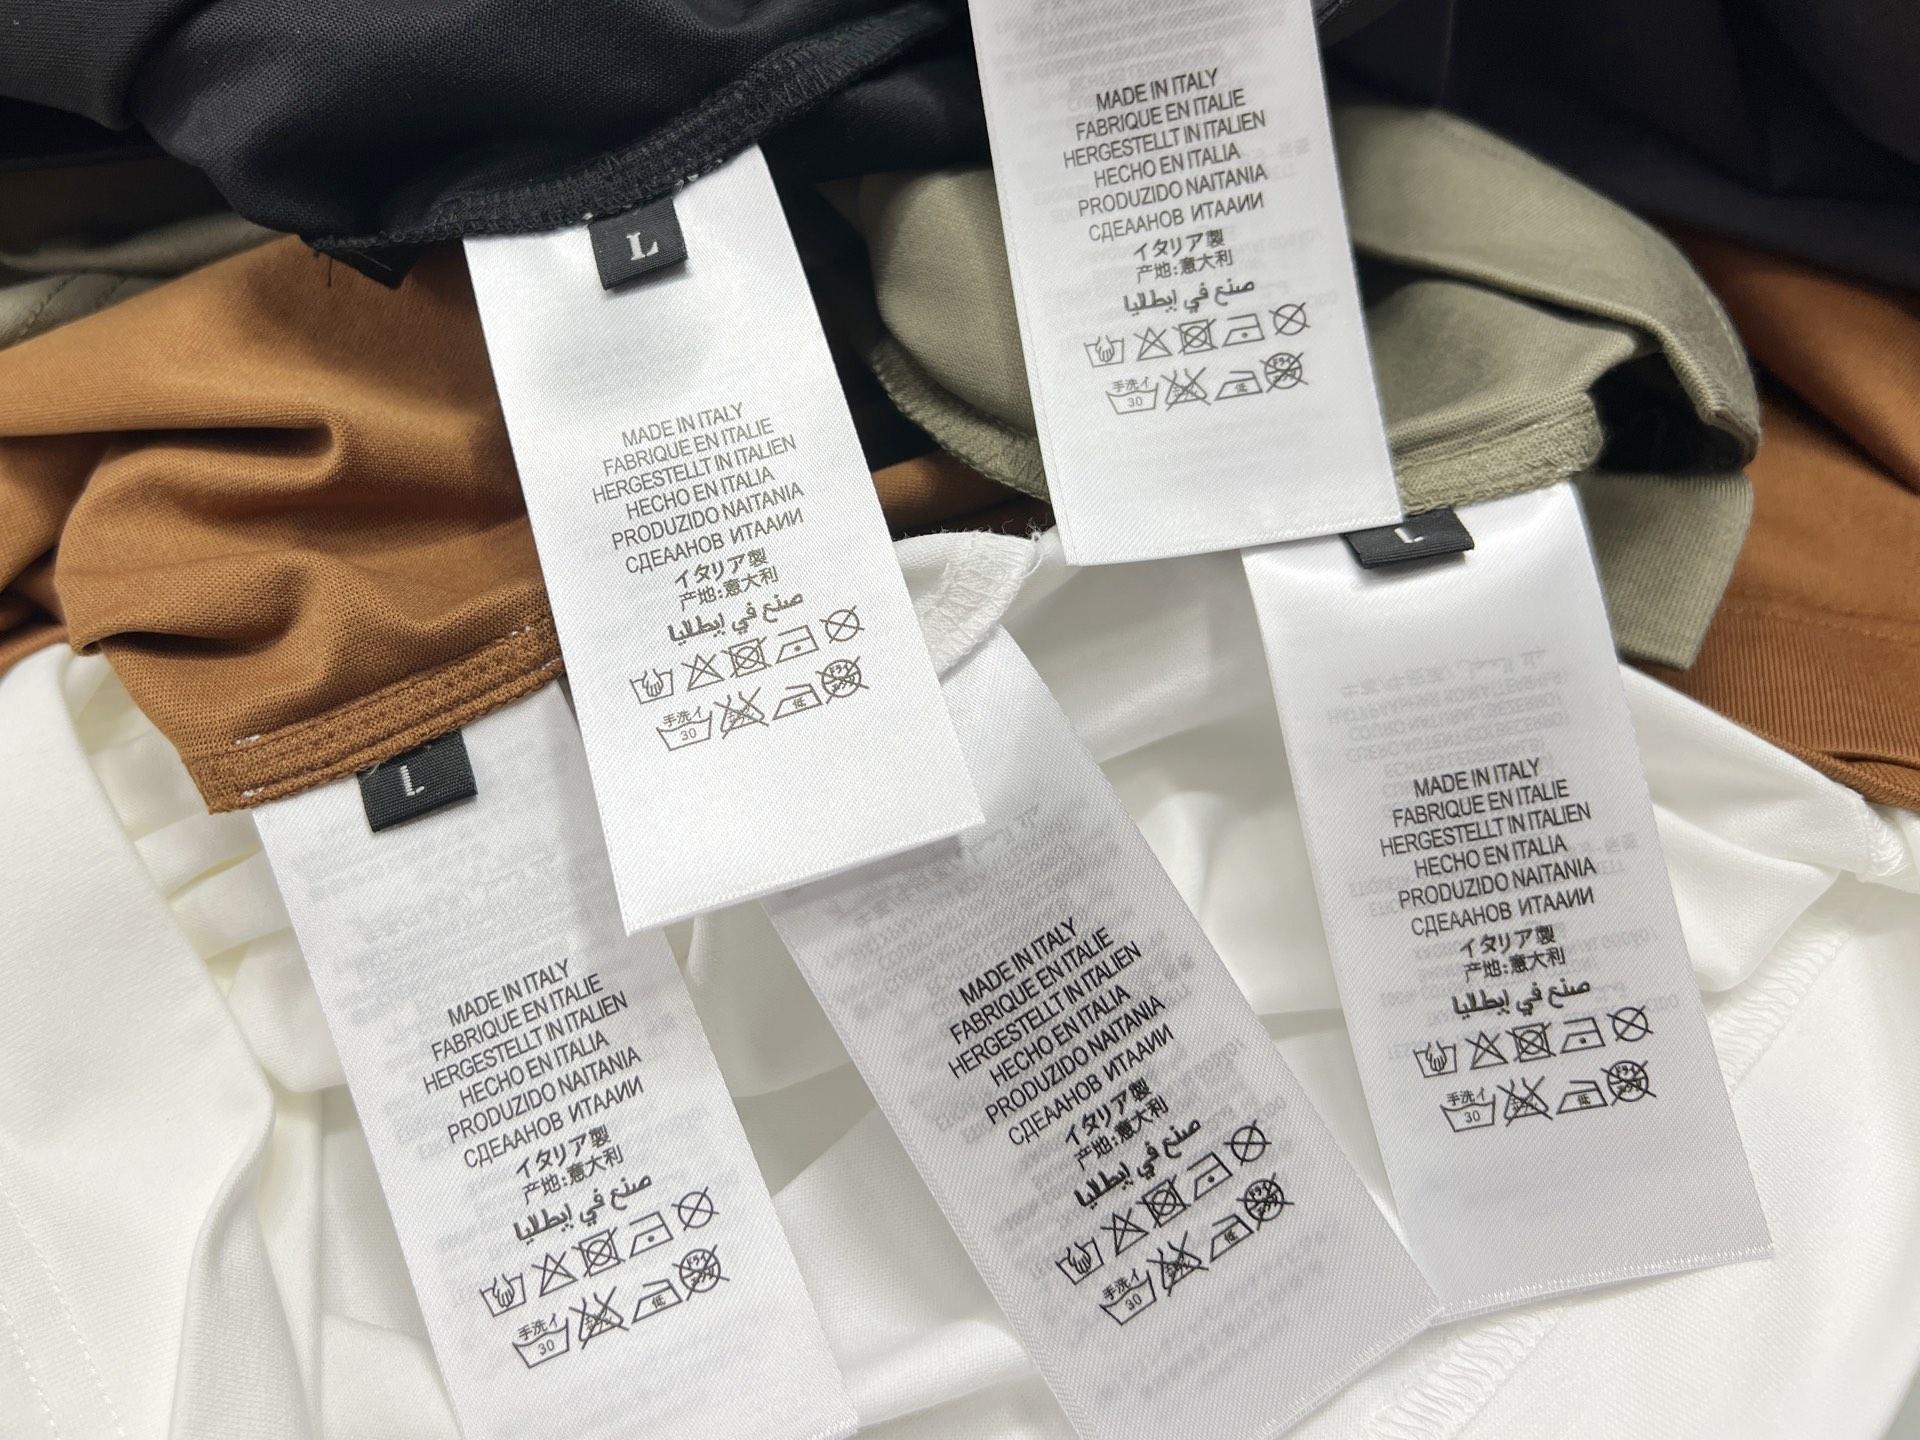 MADE IN ITALY
FABRIQUE EN ITALIE
HERGESTELLT IN ITALIEN
HECHO EN ITALIA
PRODUZIDO NAITANIA
СДЕААНОВ ИТААИИ
イタリア製
产地:意大利
صنع في إيطاليا
手洗イ
30
低
L
MADE IN ITALY
FABRIQUE EN ITALIE
HERGESTELLT IN ITALIEN
HECHO EN ITALIA
PRODUZIDO NAITANIA
СДЕААНОВ ИТААИИ
イタリア製
产地:意大利
صنع في إيطاليا
手洗イ
30
低
L
MADE IN ITALY
FABRIQUE EN ITALIE
HERGESTELLT IN ITALIEN
HECHO EN ITALIA
PRODUZIDO NAITANIA
СДЕААНОВ ИТААИИ
イタリア製
产地:意大利
صنع في إيطاليا
手洗イ
30
低
L
MADE IN ITALY
FABRIQUE EN ITALIE
HERGESTELLT IN ITALIEN
HECHO EN ITALIA
PRODUZIDO NAITANIA
СДЕААНОВ ИТААИИ
イタリア製
产地:意大利
صنع في إيطاليا
手洗イ
30
低
MADE IN ITALY
FABRIQUE EN ITALIE
HERGESTELLT IN ITALIEN
HECHO EN ITALIA
PRODUZIDO NAITANIA
СДЕААНОВ ИТААИИ
イタリア製
产地:意大利
صنع في إيطاليا
手洗イ
30
低